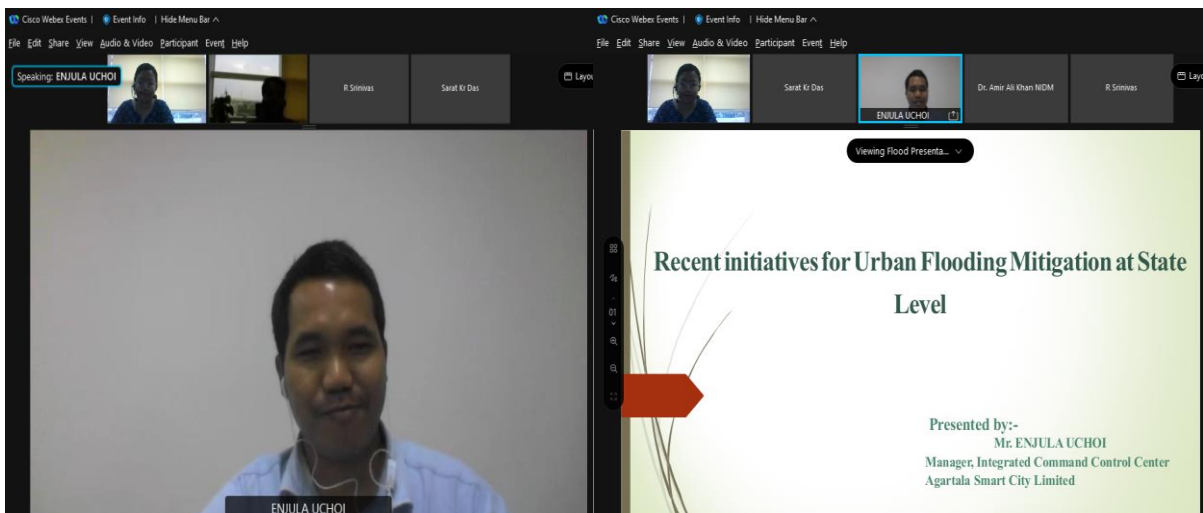 Cisco Webex Events | Event Info | Hide Menu Bar
File Edit Share View Audio & Video Participant Event Help
Speaking: ENJULA UCHOI
R Srinivas
Sarat Kr Das
Layou
ENJULA UCHOI
Cisco Webex Events | Event Info | Hide Menu Bar
File Edit Share View Audio & Video Participant Event Help
Sarat Kr Das
ENJULA UCHOI
Dr. Amir Ali Khan NIDM
R Srinivas
Layo
Viewing Flood Presenta...
01
Recent initiatives for Urban Flooding Mitigation at State
Level
Presented by:-
Mr. ENJULA UCHOI
Manager, Integrated Command Control Center
Agartala Smart City Limited